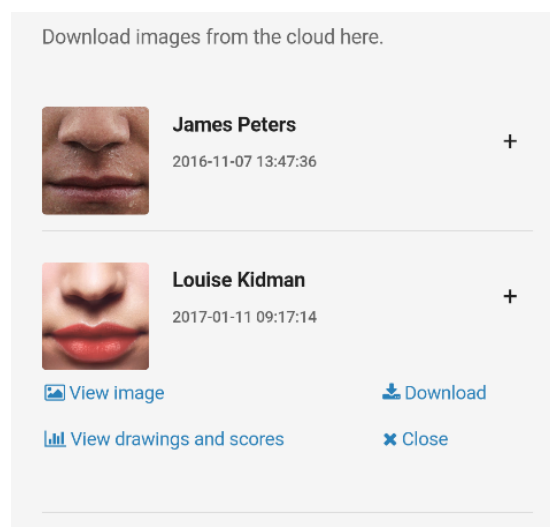 Download images from the cloud here.
James Peters
+
2016-11-07 13:47:36
Louise Kidman
+
2017-01-11 09:17:14
View image
Download
View drawings and scores
Close